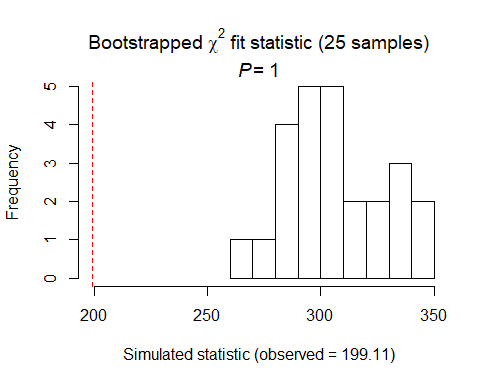 Bootstrapped χ² fit statistic (25 samples)
P = 1
Frequency
5
4
3
2
1
0
200 250 300 350
Simulated statistic (observed = 199.11)